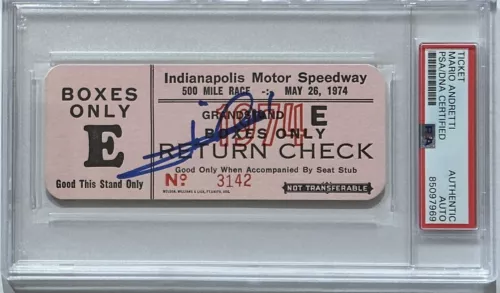 BOXES
ONLY
E
Good This Stand Only
Indianapolis Motor Speedway
500 MILE RACE -:- MAY 26, 1974
GRANDSTAND E
1974
BOXES ONLY
RETURN CHECK
Good Only When Accompanied By Seat Stub
No. 3142
NOT TRANSFERABLE
TICKET
MARIO ANDRETTI
PSA/DNA CERTIFIED
PSA
AUTHENTIC
AUTO
85097969